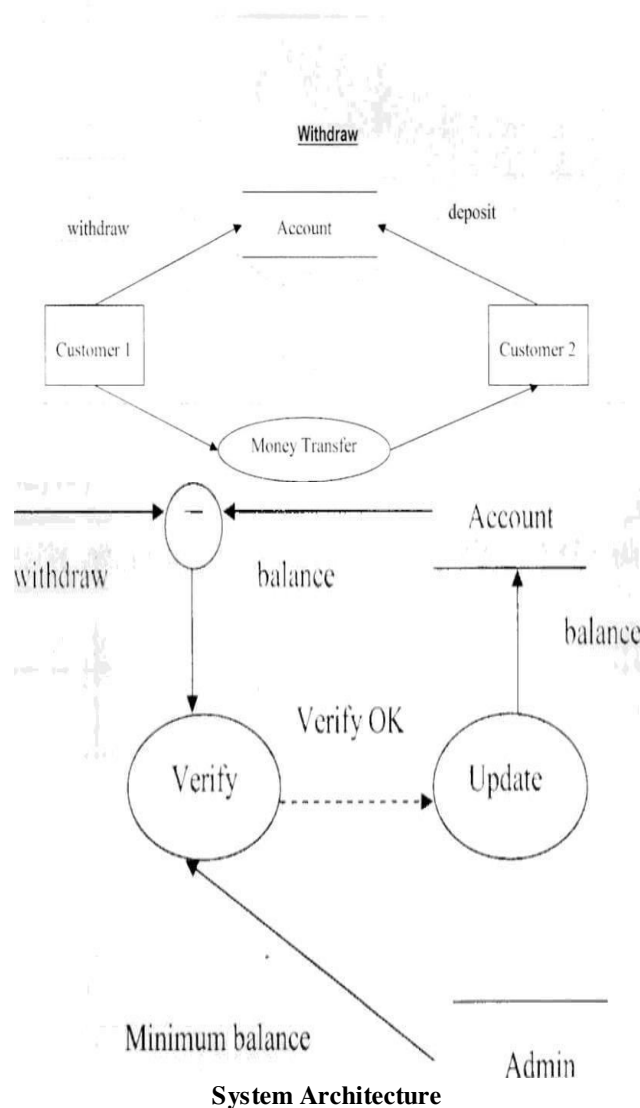 Withdraw
withdraw
Account
deposit
Customer 1
Customer 2
Money Transfer
–
Account
withdraw
balance
balance
Verify OK
Verify
Update
Minimum balance
Admin
System Architecture